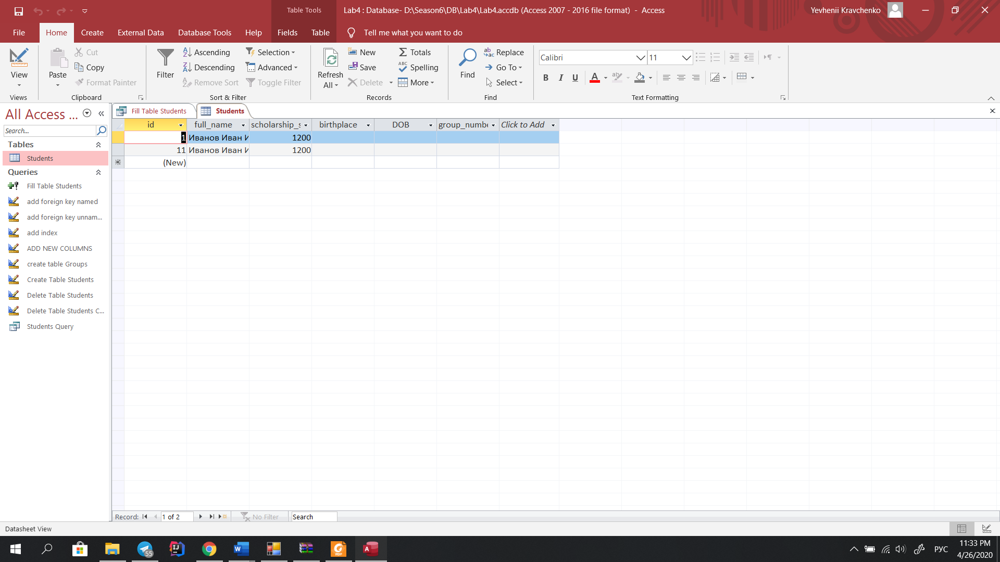 Table Tools
Lab4 : Database- D:\Season6\DB\Lab4\Lab4.accdb (Access 2007 - 2016 file format)  -  Access
Yevhenii Kravchenko
File Home Create External Data Database Tools Help Fields Table Tell me what you want to do
View
Views
Paste
Cut
Copy
Format Painter
Clipboard
Filter
Ascending
Descending
Remove Sort
Selection
Advanced
Toggle Filter
Sort & Filter
Refresh
All
New
Save
Delete
Totals
Spelling
More
Records
Find
Replace
Go To
Select
Find
Calibri
11
B I U A
Text Formatting
All Access ...
Search...
Tables
Students
Queries
Fill Table Students
add foreign key named
add foreign key unnam...
add index
ADD NEW COLUMNS
create table Groups
Create Table Students
Delete Table Students
Delete Table Students C...
Students Query
Fill Table Students
Students
id full_name scholarship_s birthplace DOB group_numbe Click to Add
1 Иванов Иван И 1200
11 Иванов Иван И 1200
(New)
Record: 1 of 2 No Filter Search
Datasheet View
55
РУС
11:33 PM
4/26/2020